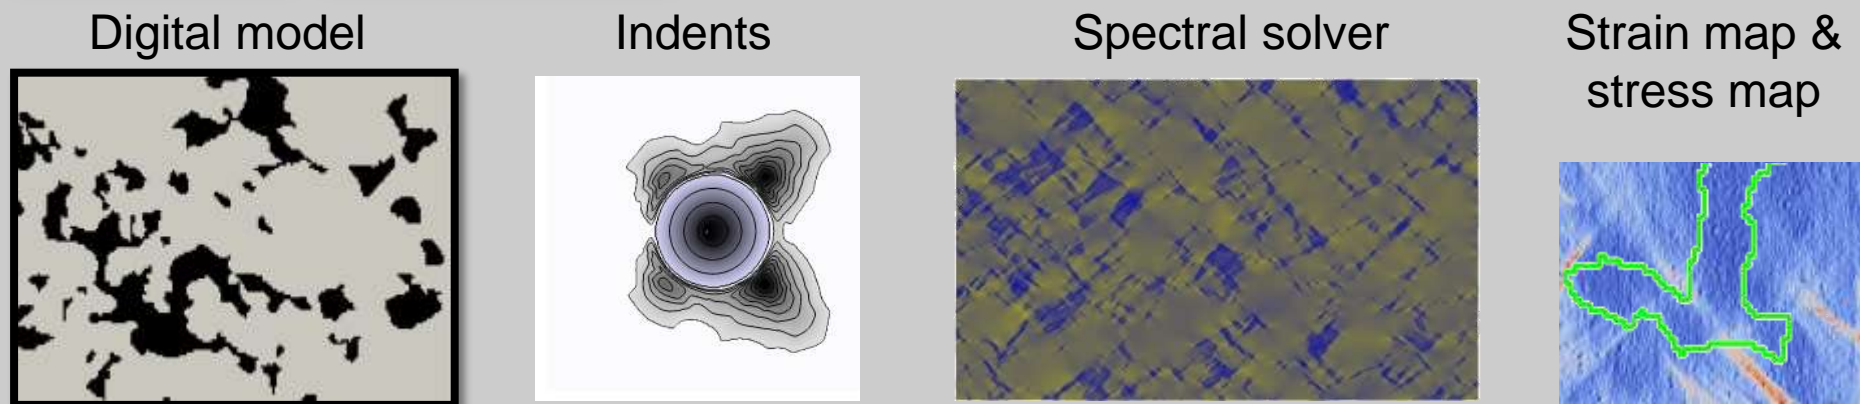 Digital model
Indents
Spectral solver
Strain map &
stress map